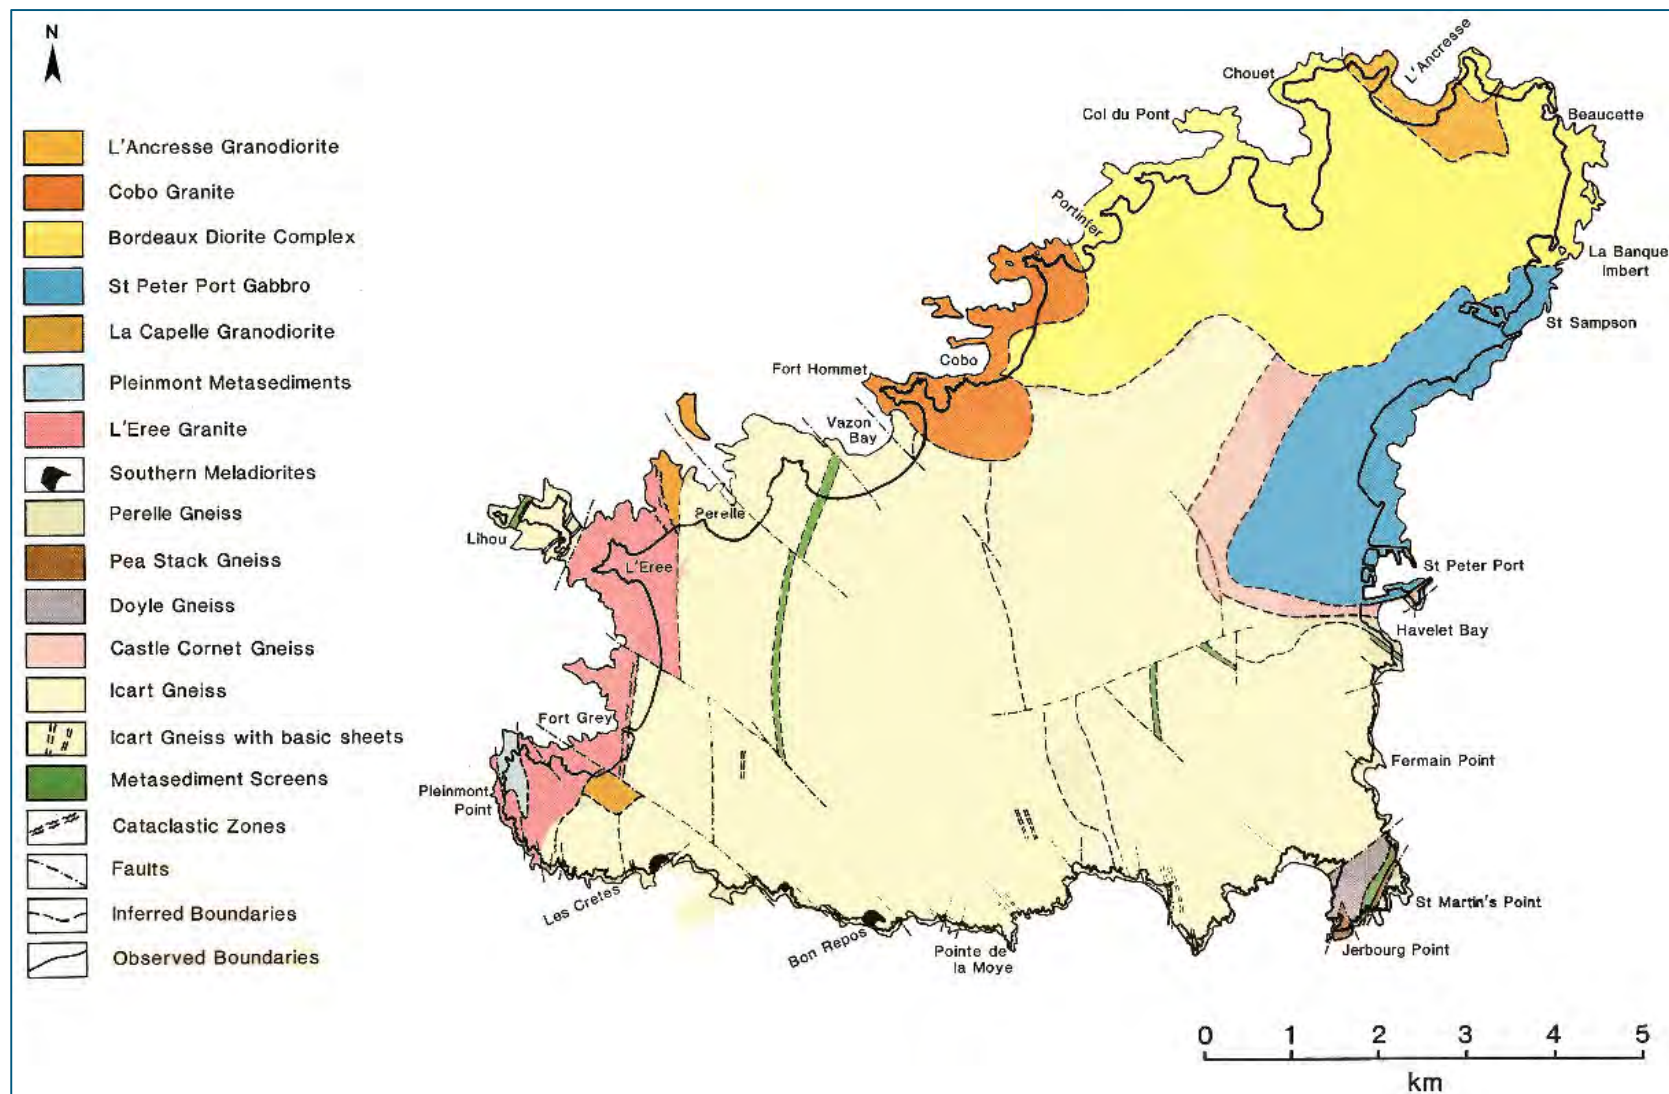 N
L'Ancresse Granodiorite
Cobo Granite
Bordeaux Diorite Complex
St Peter Port Gabbro
La Capelle Granodiorite
Pleinmont Metasediments
L'Eree Granite
Southern Meladiorites
Perelle Gneiss
Pea Stack Gneiss
Doyle Gneiss
Castle Cornet Gneiss
Icart Gneiss
Icart Gneiss with basic sheets
Metasediment Screens
Cataclastic Zones
Faults
Inferred Boundaries
Observed Boundaries
L'Ancresse
Chouet
Col du Pont
Beaucette
Portinfer
La Banque
Imbert
St Sampson
Cobo
Fort Hommet
Vazon
Bay
Perelle
Lihou
L'Eree
St Peter Port
Havelet Bay
Fort Grey
Fermain Point
Pleinmont
Point
Les Cretes
Bon Repos
Pointe de
la Moye
St Martin's Point
Jerbourg Point
0 1 2 3 4 5
km